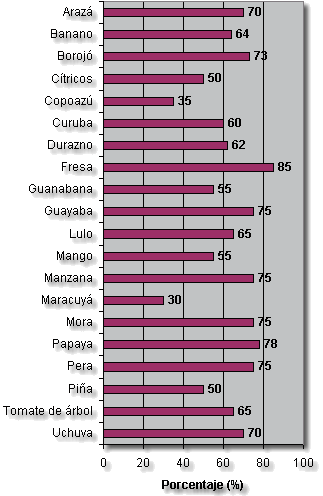 Arazá 70
Banano 64
Borojó 73
Cítricos 50
Copoazú 35
Curuba 60
Durazno 62
Fresa 85
Guanabana 55
Guayaba 75
Lulo 65
Mango 55
Manzana 75
Maracuyá 30
Mora 75
Papaya 78
Pera 75
Piña 50
Tomate de árbol 65
Uchuva 70
0 20 40 60 80 100
Porcentaje (%)